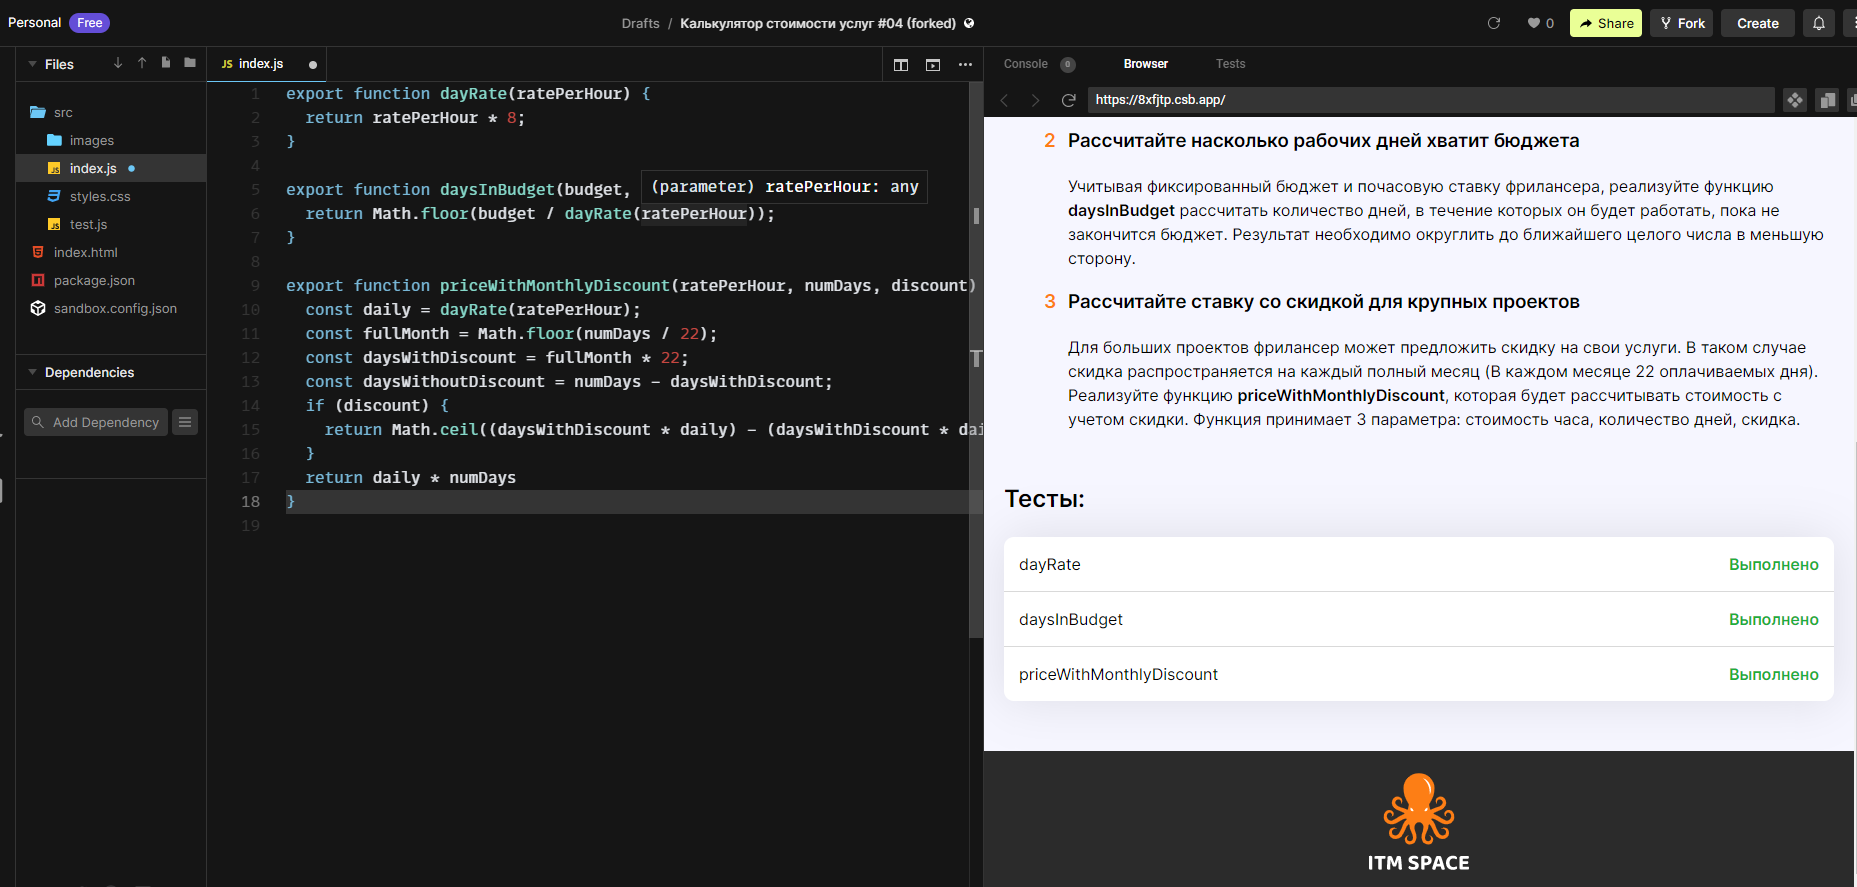 Personal Free
Drafts / Калькулятор стоимости услуг #04 (forked)
0 Share Fork Create
Files
src
images
index.js
styles.css
test.js
index.html
package.json
sandbox.config.json
Dependencies
Add Dependency
JS index.js
1 export function dayRate(ratePerHour) {
2 return ratePerHour * 8;
3 }
4
5 export function daysInBudget(budget,
(parameter) ratePerHour: any
6 return Math.floor(budget / dayRate(ratePerHour));
7 }
8
9 export function priceWithMonthlyDiscount(ratePerHour, numDays, discount)
10 const daily = dayRate(ratePerHour);
11 const fullMonth = Math.floor(numDays / 22);
12 const daysWithDiscount = fullMonth * 22;
13 const daysWithoutDiscount = numDays - daysWithDiscount;
14 if (discount) {
15 return Math.ceil((daysWithDiscount * daily) - (daysWithDiscount * dai
16 }
17 return daily * numDays
18 }
19
Console 0 Browser Tests
https://8xfjtp.csb.app/
2 Рассчитайте насколько рабочих дней хватит бюджета
Учитывая фиксированный бюджет и почасовую ставку фрилансера, реализуйте функцию
daysInBudget рассчитать количество дней, в течение которых он будет работать, пока не
закончится бюджет. Результат необходимо округлить до ближайшего целого числа в меньшую
сторону.
3 Рассчитайте ставку со скидкой для крупных проектов
Для больших проектов фрилансер может предложить скидку на свои услуги. В таком случае
скидка распространяется на каждый полный месяц (В каждом месяце 22 оплачиваемых дня).
Реализуйте функцию priceWithMonthlyDiscount, которая будет рассчитывать стоимость с
учетом скидки. Функция принимает 3 параметра: стоимость часа, количество дней, скидка.
Тесты:
dayRate Выполнено
daysInBudget Выполнено
priceWithMonthlyDiscount Выполнено
ITM SPACE